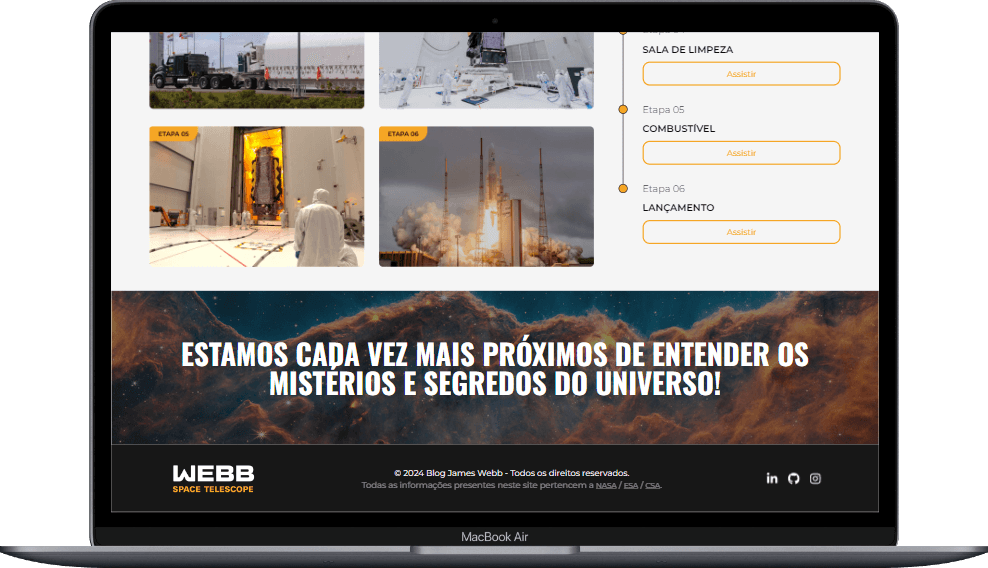 SALA DE LIMPEZA
Assistir
ETAPA 05
ETAPA 06
Etapa 05
COMBUSTÍVEL
Assistir
Etapa 06
LANÇAMENTO
Assistir
ESTAMOS CADA VEZ MAIS PRÓXIMOS DE ENTENDER OS
MISTÉRIOS E SEGREDOS DO UNIVERSO!
WEBB
SPACE TELESCOPE
© 2024 Blog James Webb - Todos os direitos reservados.
Todas as informações presentes neste site pertencem a NASA / ESA / CSA.
MacBook Air